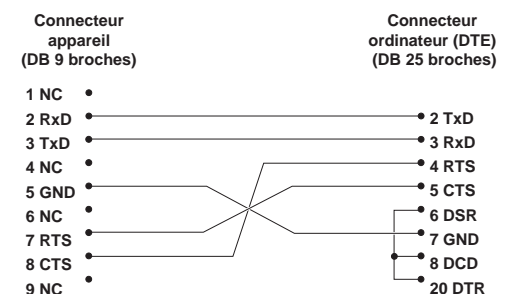 Connecteur
appareil
(DB 9 broches)
Connecteur
ordinateur (DTE)
(DB 25 broches)
1 NC
2 RxD
3 TxD
4 NC
5 GND
6 NC
7 RTS
8 CTS
9 NC
2 TxD
3 RxD
4 RTS
5 CTS
6 DSR
7 GND
8 DCD
20 DTR